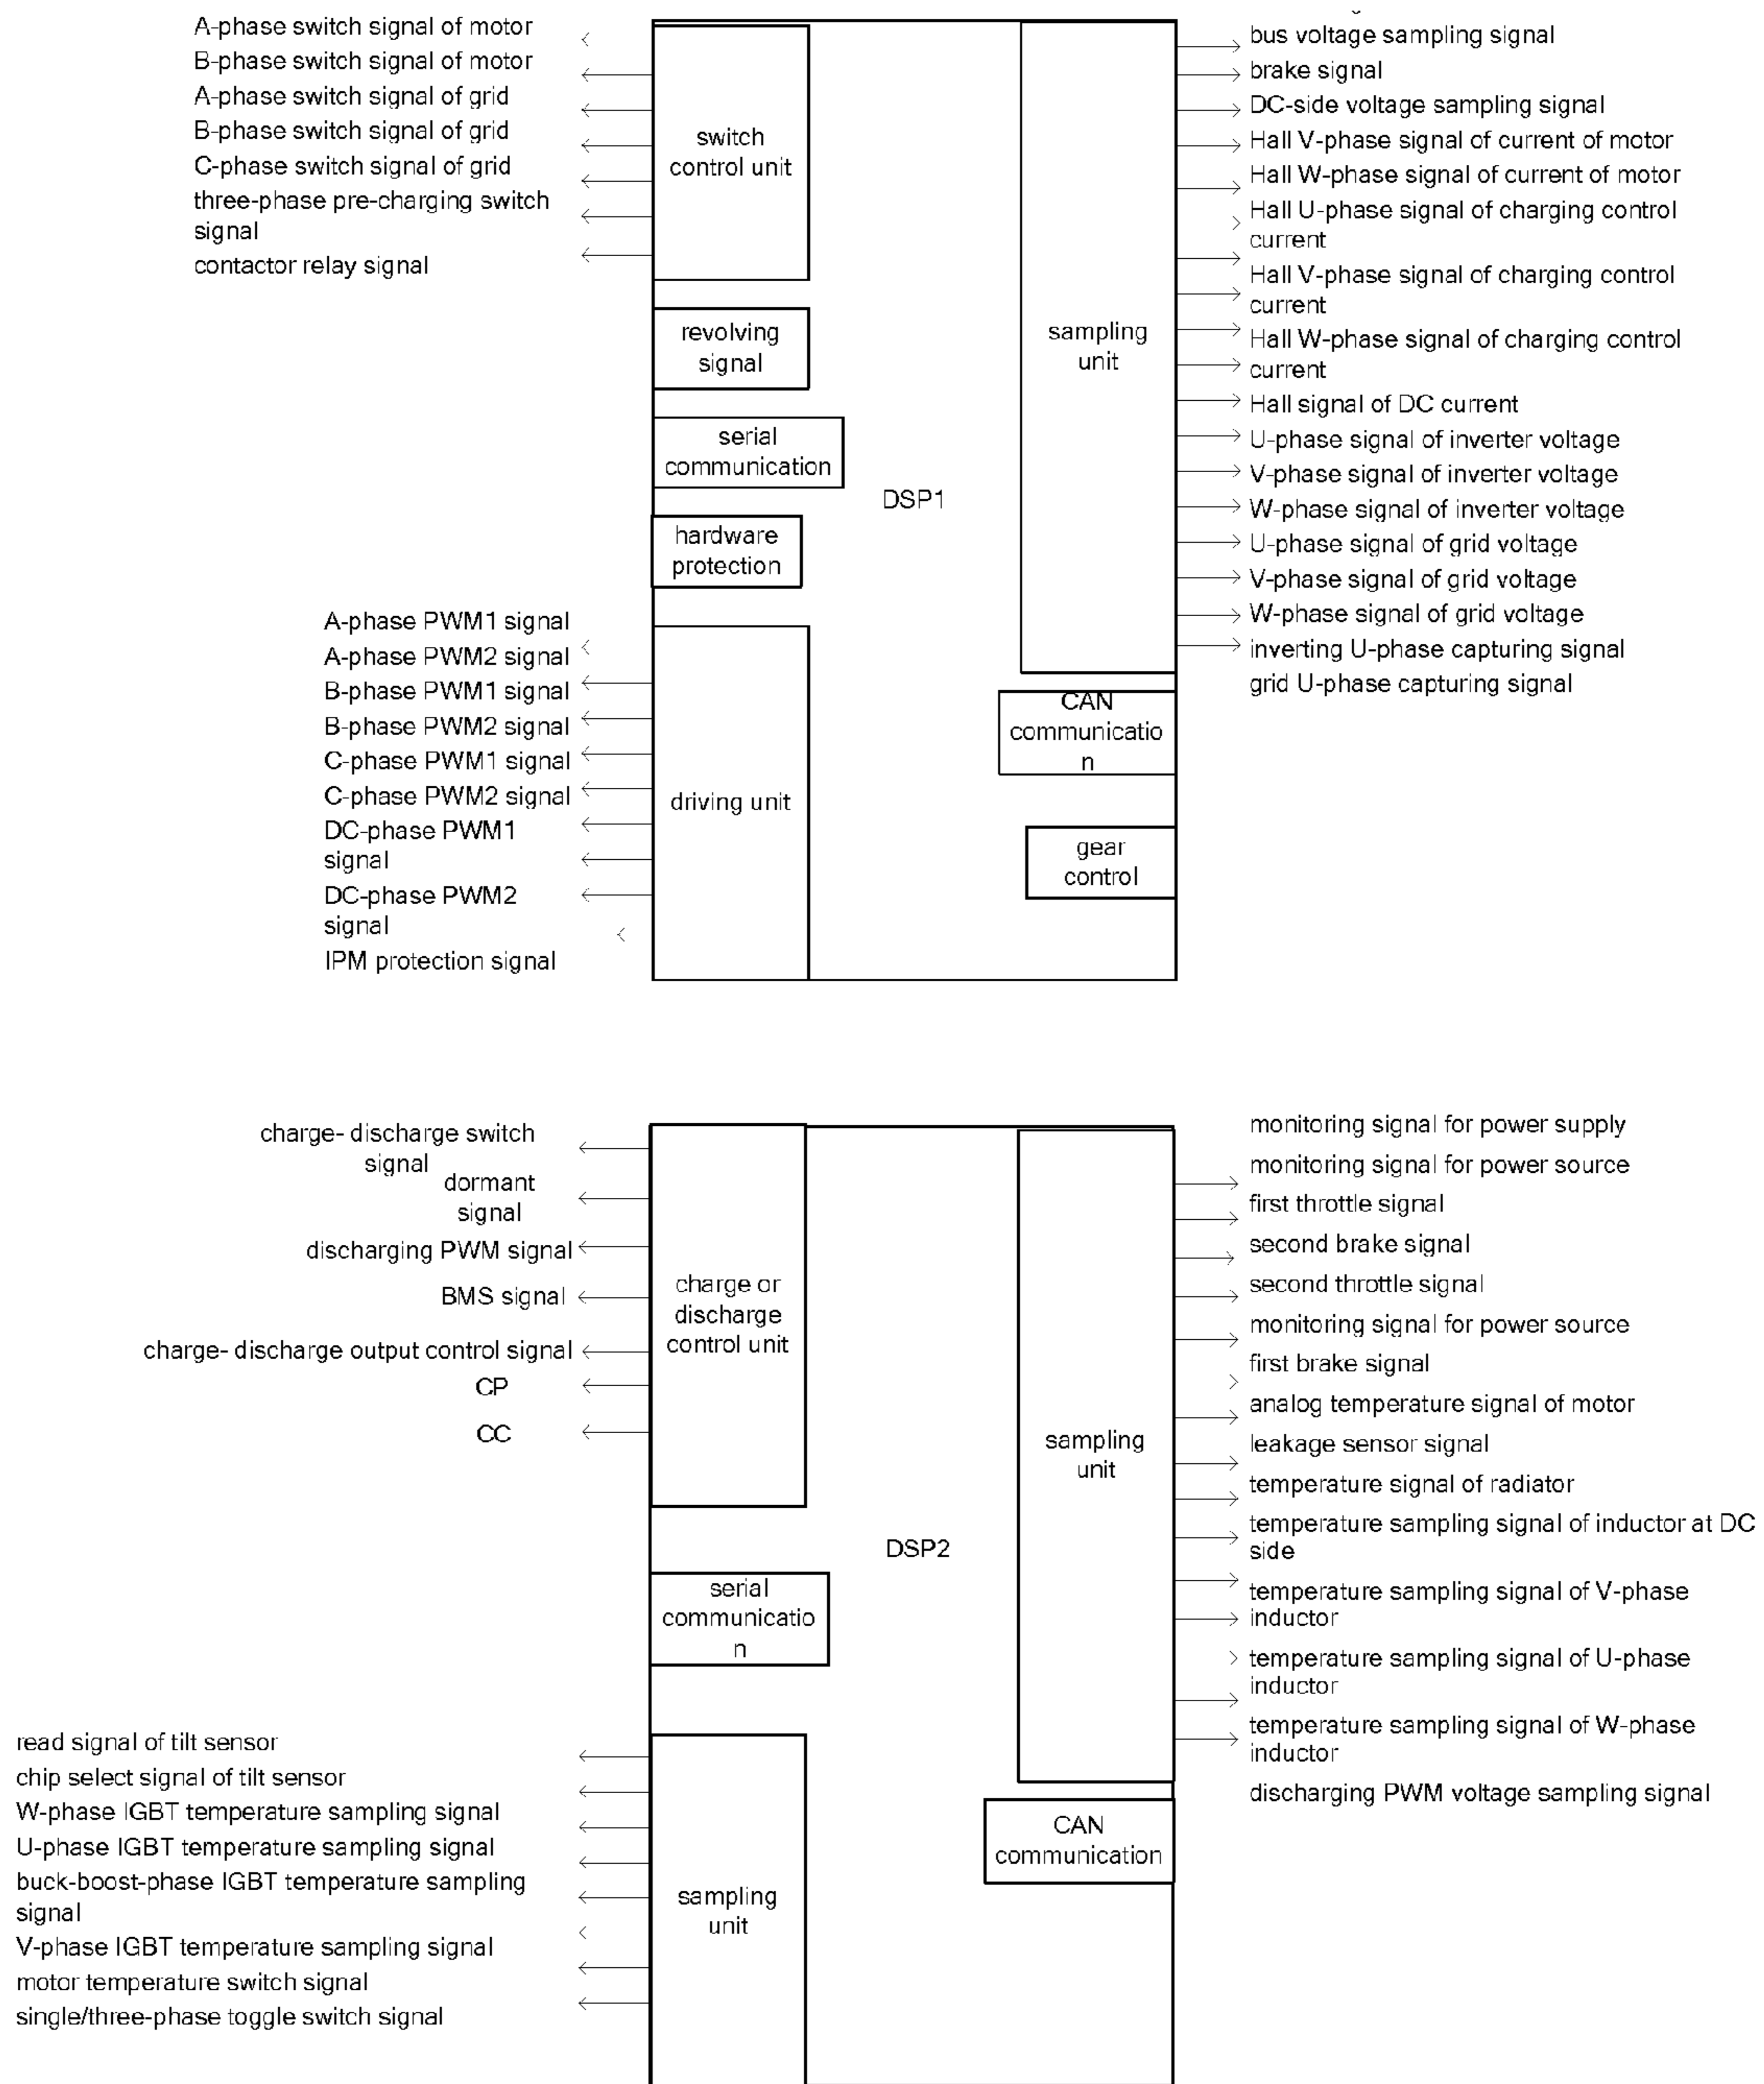 A-phase switch signal of motor
B-phase switch signal of motor
A-phase switch signal of grid
B-phase switch signal of grid
C-phase switch signal of grid
three-phase pre-charging switch
signal
contactor relay signal
switch
control unit
revolving
signal
serial
communication
hardware
protection
DSP1
A-phase PWM1 signal
A-phase PWM2 signal
B-phase PWM1 signal
B-phase PWM2 signal
C-phase PWM1 signal
C-phase PWM2 signal
DC-phase PWM1
signal
DC-phase PWM2
signal
IPM protection signal
driving unit
sampling
unit
CAN
communicatio
n
gear
control
bus voltage sampling signal
brake signal
DC-side voltage sampling signal
Hall V-phase signal of current of motor
Hall W-phase signal of current of motor
Hall U-phase signal of charging control
current
Hall V-phase signal of charging control
current
Hall W-phase signal of charging control
current
Hall signal of DC current
U-phase signal of inverter voltage
V-phase signal of inverter voltage
W-phase signal of inverter voltage
U-phase signal of grid voltage
V-phase signal of grid voltage
W-phase signal of grid voltage
inverting U-phase capturing signal
grid U-phase capturing signal
charge- discharge switch
signal
dormant
signal
discharging PWM signal
BMS signal
charge- discharge output control signal
CP
CC
charge or
discharge
control unit
DSP2
serial
communicatio
n
read signal of tilt sensor
chip select signal of tilt sensor
W-phase IGBT temperature sampling signal
U-phase IGBT temperature sampling signal
buck-boost-phase IGBT temperature sampling
signal
V-phase IGBT temperature sampling signal
motor temperature switch signal
single/three-phase toggle switch signal
sampling
unit
sampling
unit
CAN
communication
monitoring signal for power supply
monitoring signal for power source
first throttle signal
second brake signal
second throttle signal
monitoring signal for power source
first brake signal
analog temperature signal of motor
leakage sensor signal
temperature signal of radiator
temperature sampling signal of inductor at DC
side
temperature sampling signal of V-phase
inductor
temperature sampling signal of U-phase
inductor
temperature sampling signal of W-phase
inductor
discharging PWM voltage sampling signal